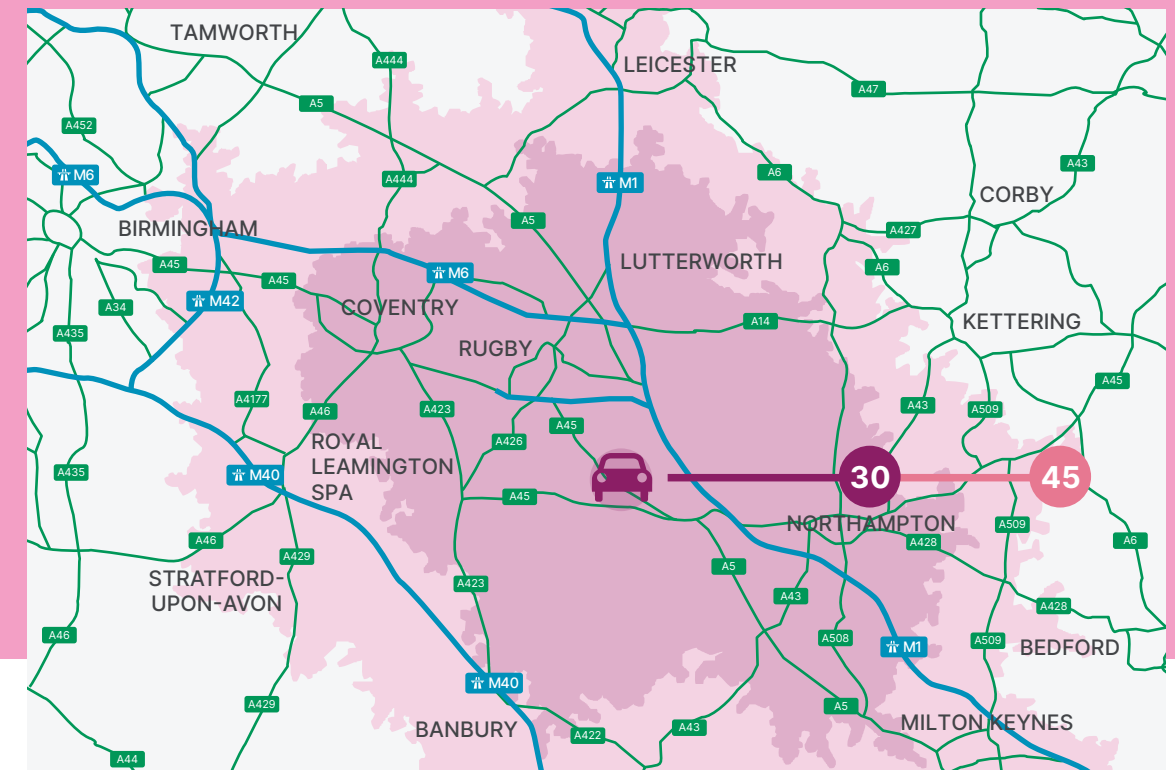 TAMWORTH
A444
LEICESTER
A5
A47
A452
M6
A444
M1
A6
A43
CORBY
BIRMINGHAM
A5
A427
A45
A45
M6
LUTTERWORTH
A6
A34
M42
COVENTRY
A14
KETTERING
A435
RUGBY
A45
A4177
A46
A423
A43
A509
A426
A45
ROYAL
LEAMINGTON
SPA
M40
A435
30
45
A45
NORTHAMPTON
A509
A46
A428
A6
A429
STRATFORD-
UPON-AVON
A5
A423
A43
A428
A46
A508
A509
BEDFORD
M1
M40
A429
A5
BANBURY
A422
A43
MILTON KEYNES
A44